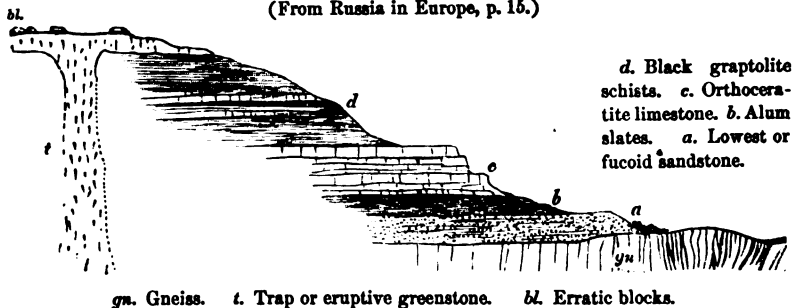 (From Russia in Europe, p. 15.)
bl.
d. Black graptolite
schists. c. Orthocera-
tite limestone. b. Alum
slates. a. Lowest or
fucoid sandstone.
d
t
c
b
a
gn
gn. Gneiss. t. Trap or eruptive greenstone. bl. Erratic blocks.